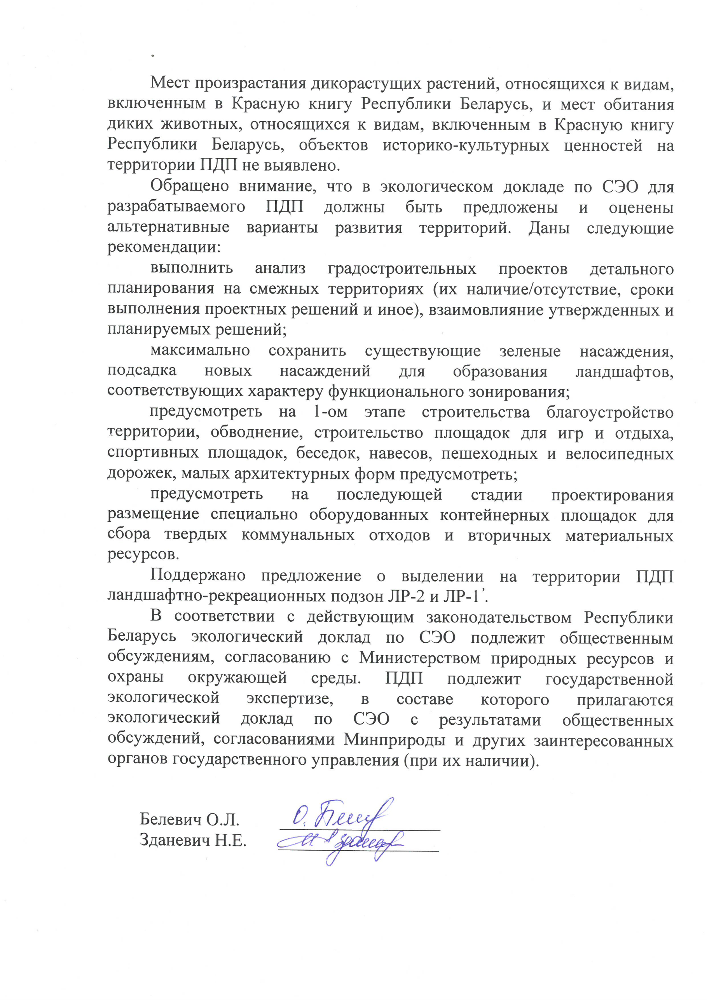 Мест произрастания дикорастущих растений, относящихся к видам,
включенным в Красную книгу Республики Беларусь, и мест обитания
диких животных, относящихся к видам, включенным в Красную книгу
Республики Беларусь, объектов историко-культурных ценностей на
территории ПДП не выявлено.
Обращено внимание, что в экологическом докладе по СЭО для
разрабатываемого ПДП должны быть предложены и оценены
альтернативные варианты развития территорий. Даны следующие
рекомендации:
выполнить анализ градостроительных проектов детального
планирования на смежных территориях (их наличие/отсутствие, сроки
выполнения проектных решений и иное), взаимовлияние утвержденных и
планируемых решений;
максимально сохранить существующие зеленые насаждения,
подсадка новых насаждений для образования ландшафтов,
соответствующих характеру функционального зонирования;
предусмотреть на 1-ом этапе строительства благоустройство
территории, обводнение, строительство площадок для игр и отдыха,
спортивных площадок, беседок, навесов, пешеходных и велосипедных
дорожек, малых архитектурных форм предусмотреть;
предусмотреть на последующей стадии проектирования
размещение специально оборудованных контейнерных площадок для
сбора твердых коммунальных отходов и вторичных материальных
ресурсов.
Поддержано предложение о выделении на территории ПДП
ландшафтно-рекреационных подзон ЛР-2 и ЛР-1’.
В соответствии с действующим законодательством Республики
Беларусь экологический доклад по СЭО подлежит общественным
обсуждениям, согласованию с Министерством природных ресурсов и
охраны окружающей среды. ПДП подлежит государственной
экологической экспертизе, в составе которого прилагаются
экологический доклад по СЭО с результатами общественных
обсуждений, согласованиями Минприроды и других заинтересованных
органов государственного управления (при их наличии).
Белевич О.Л.
Зданевич Н.Е.